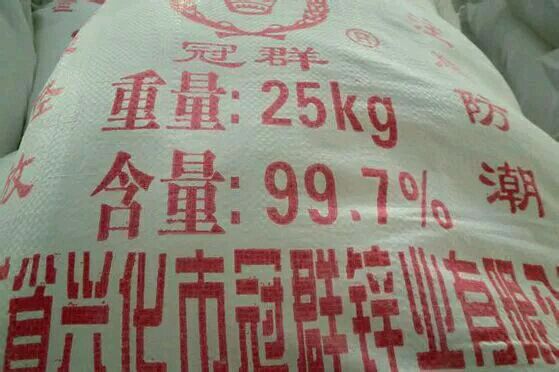 冠群
重量:25kg
含量:99.7%
防潮
省兴化市冠群锌业有限